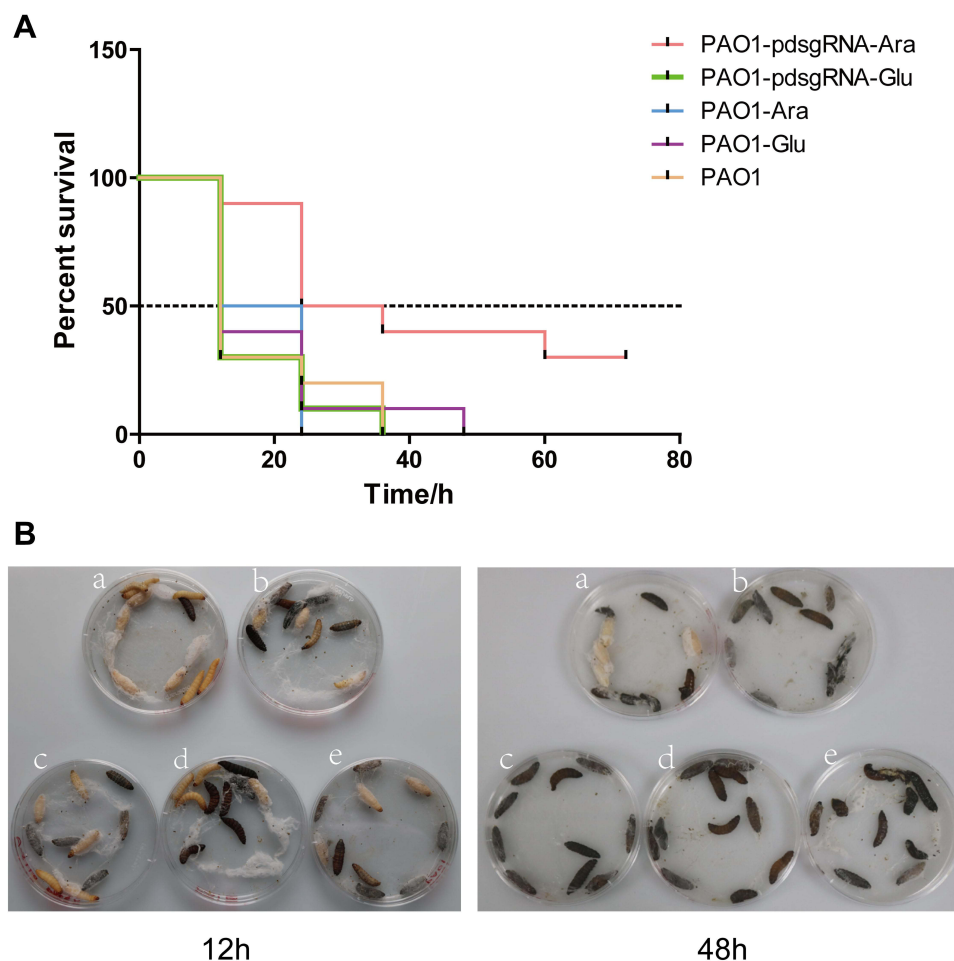 A
150
100
50
0
Percent survival
0 20 40 60 80
Time/h
PAO1-pdsgRNA-Ara
PAO1-pdsgRNA-Glu
PAO1-Ara
PAO1-Glu
PAO1
B
a b
c d e
a b
c d e
12h 48h